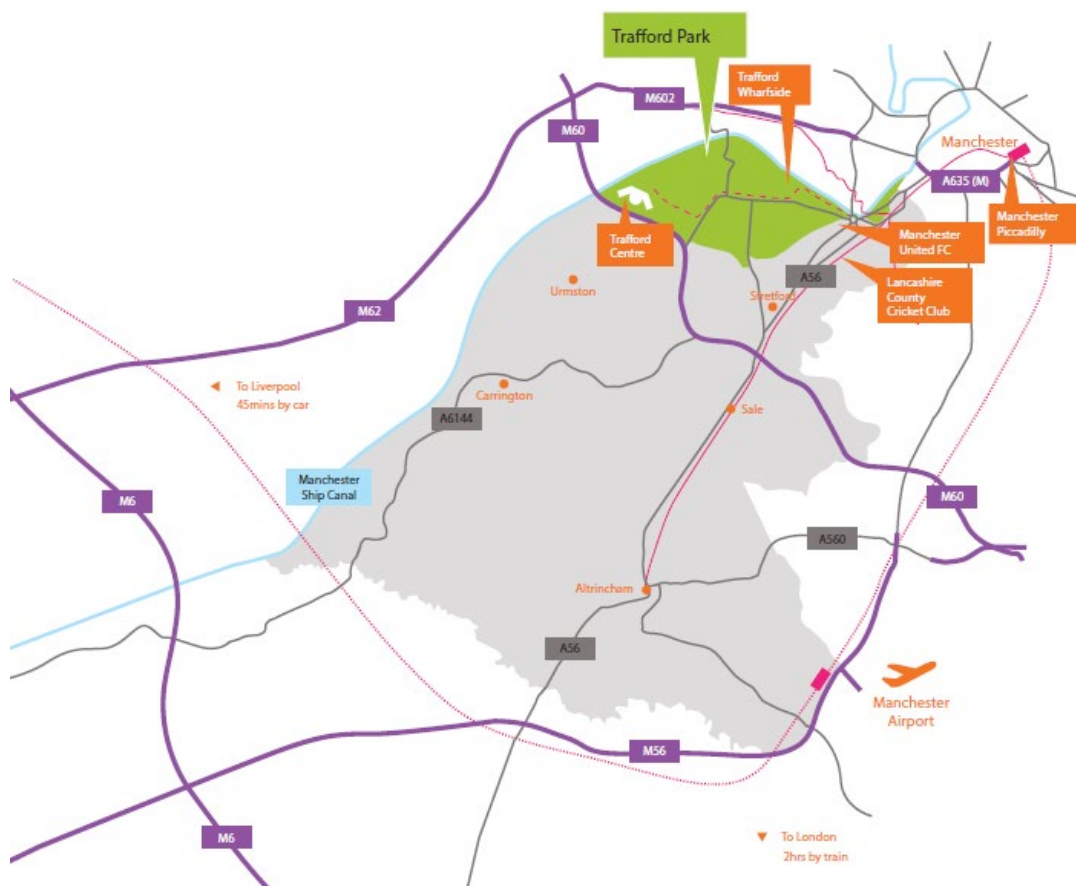 Trafford Park
Trafford
Wharfside
M602
M60
Manchester
A635 (M)
Manchester
Piccadilly
Trafford
Centre
Manchester
United FC
A56
Lancashire
County
Cricket Club
Urmston
Stretford
M62
To Liverpool
45mins by car
Carrington
Sale
A6144
Manchester
Ship Canal
M6
M60
A560
Altrincham
A56
Manchester
Airport
M56
M6
To London
2hrs by train